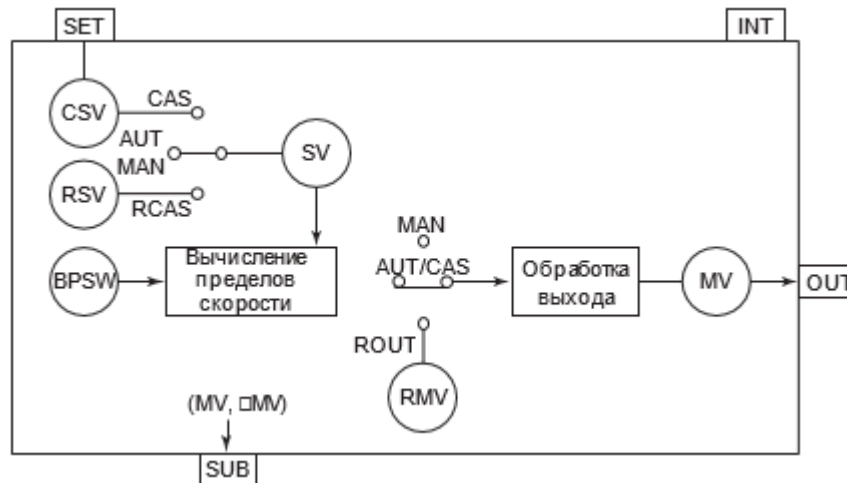 SET
INT
CSV
CAS
AUT
MAN
SV
RSV
RCAS
BPSW
Вычисление
пределов
скорости
MAN
AUT/CAS
Обработка
выхода
MV
OUT
ROUT
RMV
(MV, □MV)
SUB